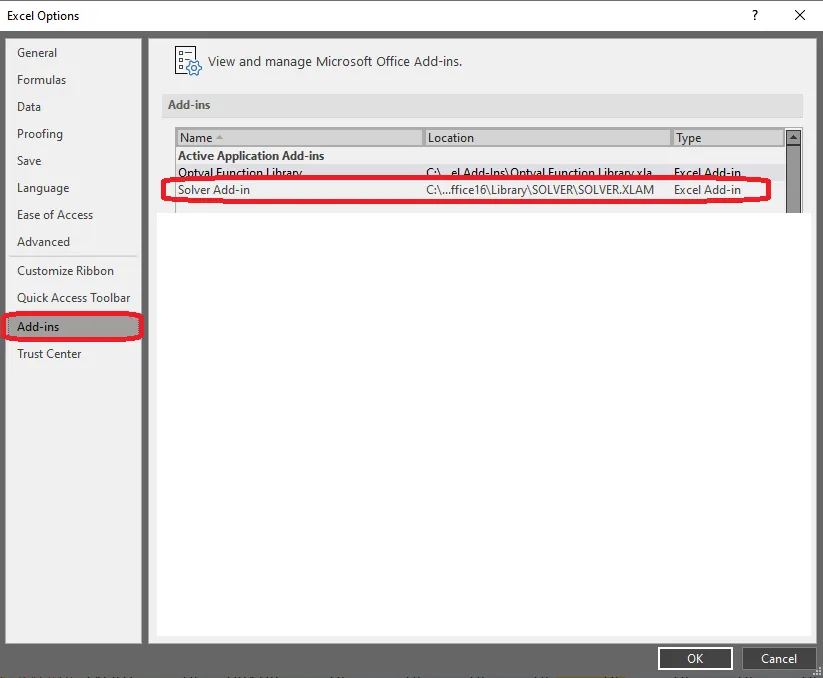 Excel Options
?
General
Formulas
Data
Proofing
Save
Language
Ease of Access
Advanced
Customize Ribbon
Quick Access Toolbar
Add-ins
Trust Center
View and manage Microsoft Office Add-ins.
Add-ins
Name Location Type
Active Application Add-ins
Optval Function Library C:\...el Add-Ins\Optval Function Library.xla Excel Add-in
Solver Add-in C:\...ffice16\Library\SOLVER\SOLVER.XLAM Excel Add-in
OK Cancel